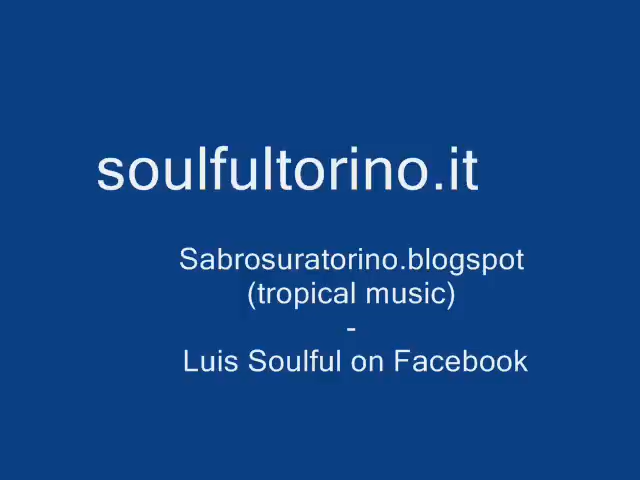 soulfultorino.it
Sabrosuratorino.blogspot
(tropical music)
-
Luis Soulful on Facebook